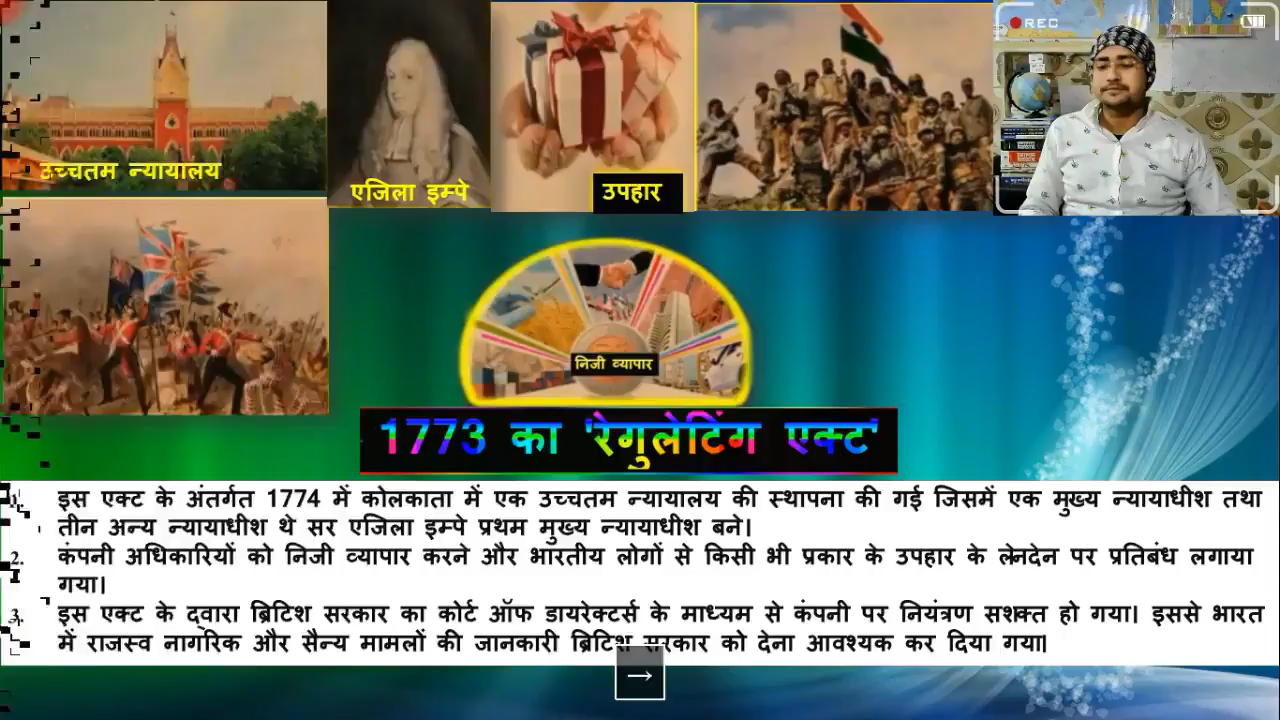 REC
उच्चतम न्यायालय
एजिला इम्पे
उपहार
निजी व्यापार
1773 का 'रेगुलेटिंग एक्ट'
1. इस एक्ट के अंतर्गत 1774 में कोलकाता में एक उच्चतम न्यायालय की स्थापना की गई जिसमें एक मुख्य न्यायाधीश तथा
तीन अन्य न्यायाधीश थे सर एजिला इम्पे प्रथम मुख्य न्यायाधीश बने।
2. कंपनी अधिकारियों को निजी व्यापार करने और भारतीय लोगों से किसी भी प्रकार के उपहार के लेनदेन पर प्रतिबंध लगाया
गया।
3. इस एक्ट के द्वारा ब्रिटिश सरकार का कोर्ट ऑफ डायरेक्टर्स के माध्यम से कंपनी पर नियंत्रण सशक्त हो गया। इससे भारत
में राजस्व नागरिक और सैन्य मामलों की जानकारी ब्रिटिश सरकार को देना आवश्यक कर दिया गया।
→